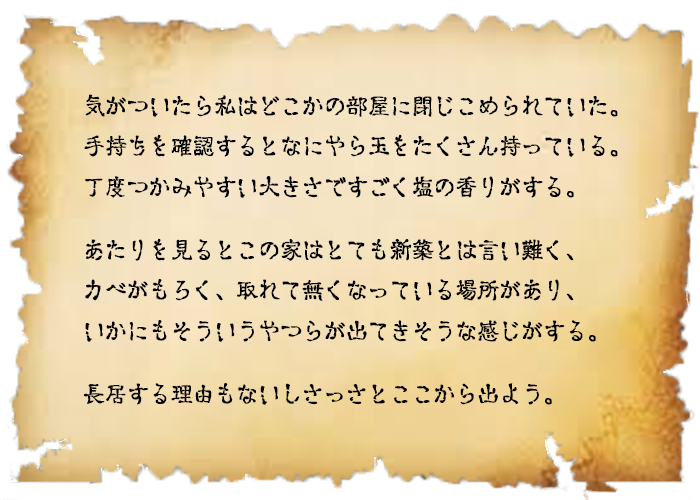 気がついたら私はどこかの部屋に閉じこめられていた。
手持ちを確認するとなにやら玉をたくさん持っている。
丁度つかみやすい大きさですごく塩の香りがする。
あたりを見るとこの家はとても新築とは言い難く、
カベがもろく、取れて無くなっている場所があり、
いかにもそういうやつらが出てきそうな感じがする。
長居する理由もないしさっさとここから出よう。